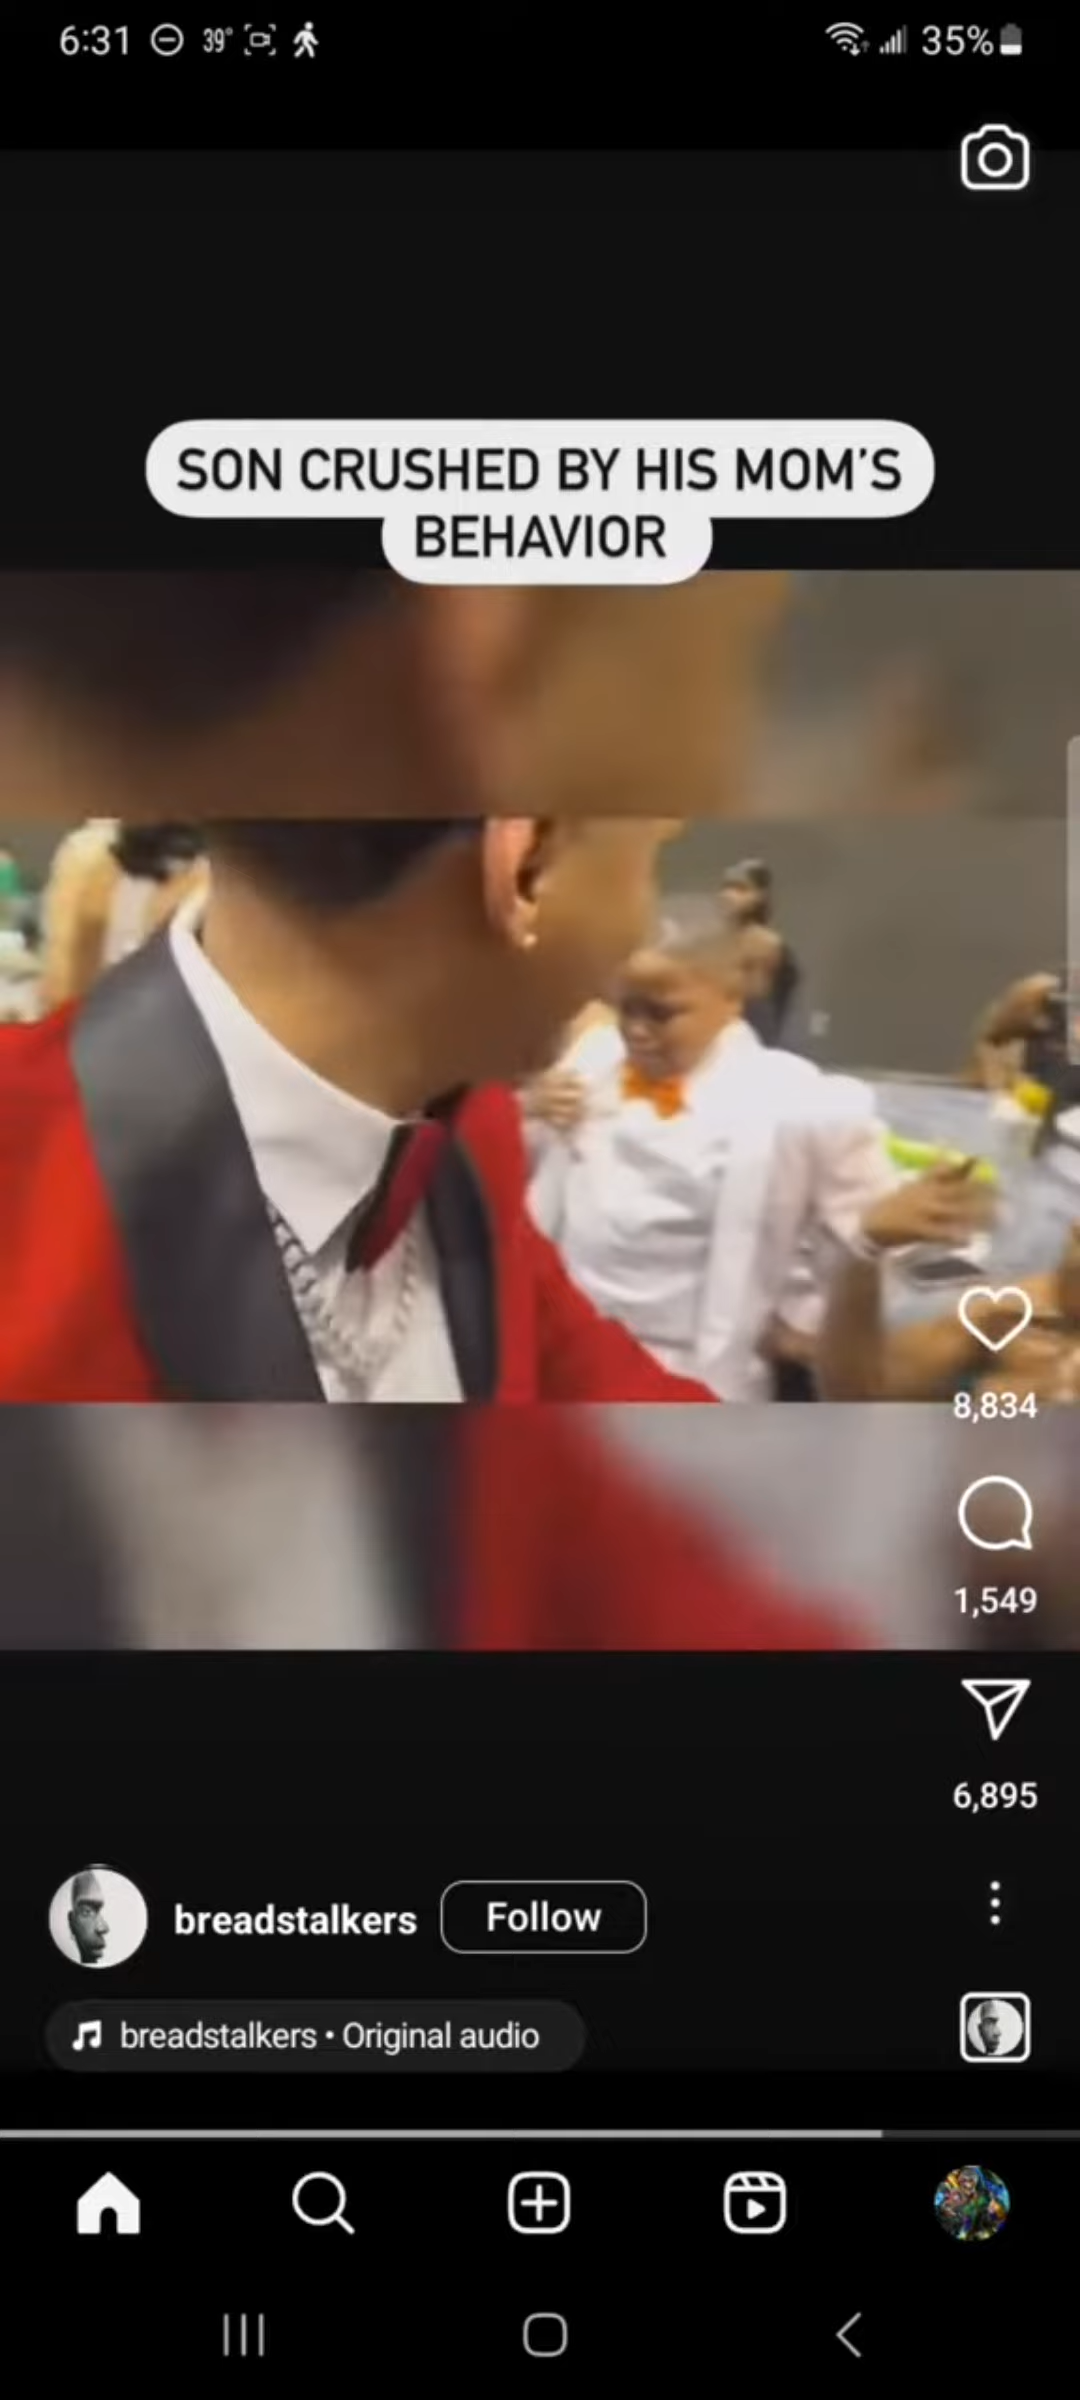 6:31 39° 35%
SON CRUSHED BY HIS MOM'S
BEHAVIOR
8,834
1,549
6,895
breadstalkers Follow
breadstalkers • Original audio